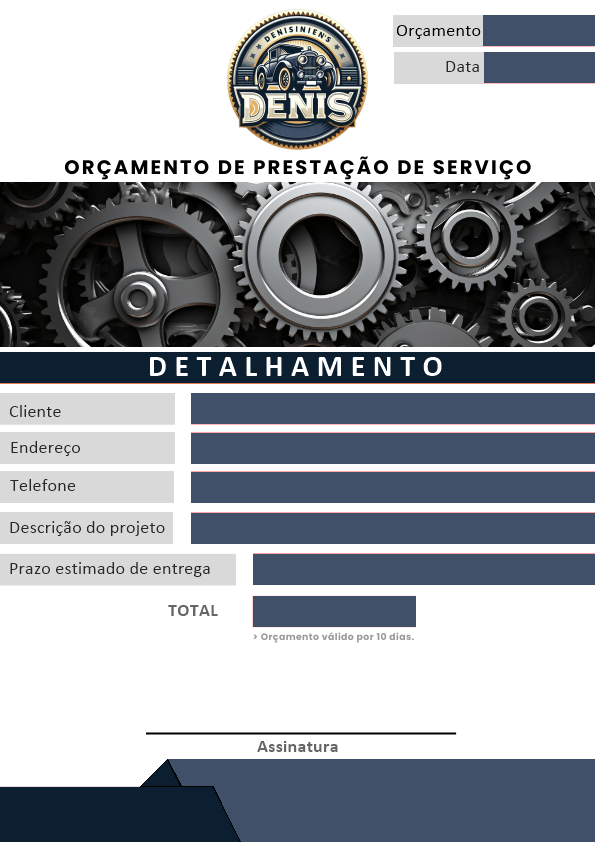 DENISINIENS
DENIS
Orçamento
Data
ORÇAMENTO DE PRESTAÇÃO DE SERVIÇO
DETALHAMENTO
Cliente
Endereço
Telefone
Descrição do projeto
Prazo estimado de entrega
TOTAL
> Orçamento válido por 10 dias.
Assinatura